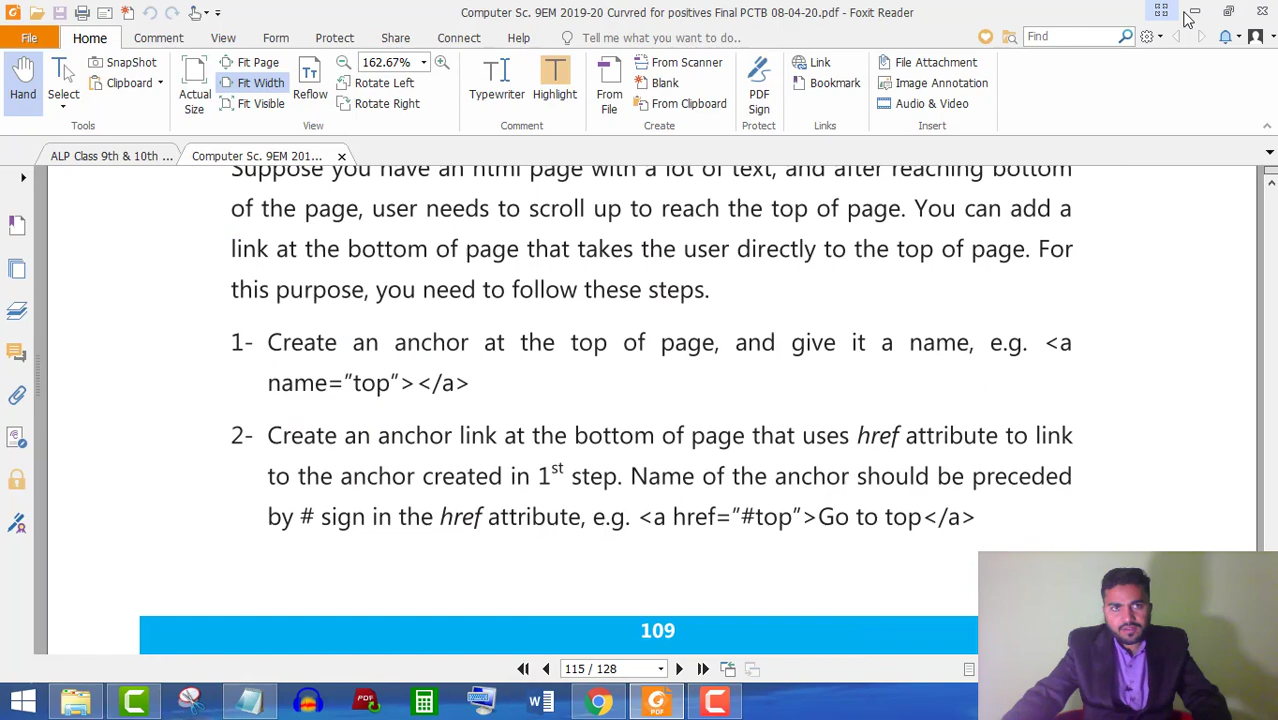 Computer Sc. 9EM 2019-20 Curvred for positives Final PCTB 08-04-20.pdf - Foxit Reader
File Home Comment View Form Protect Share Connect Help Tell me what you want to do.. Find
Hand
Select
SnapShot
Clipboard
Tools
Actual Size
Fit Page
Fit Width
Fit Visible
Reflow
162.67%
Rotate Left
Rotate Right
View
Typewriter
Highlight
Comment
From File
From Scanner
Blank
From Clipboard
Create
PDF Sign
Protect
Link
Bookmark
Links
File Attachment
Image Annotation
Audio & Video
Insert
ALP Class 9th & 10th ... Computer Sc. 9EM 201...
Suppose you have an html page with a lot of text, and after reaching bottom
of the page, user needs to scroll up to reach the top of page. You can add a
link at the bottom of page that takes the user directly to the top of page. For
this purpose, you need to follow these steps.
1- Create an anchor at the top of page, and give it a name, e.g. <a
name="top"></a>
2- Create an anchor link at the bottom of page that uses href attribute to link
to the anchor created in 1st step. Name of the anchor should be preceded
by # sign in the href attribute, e.g. <a href="#top">Go to top</a>
109
115 / 128